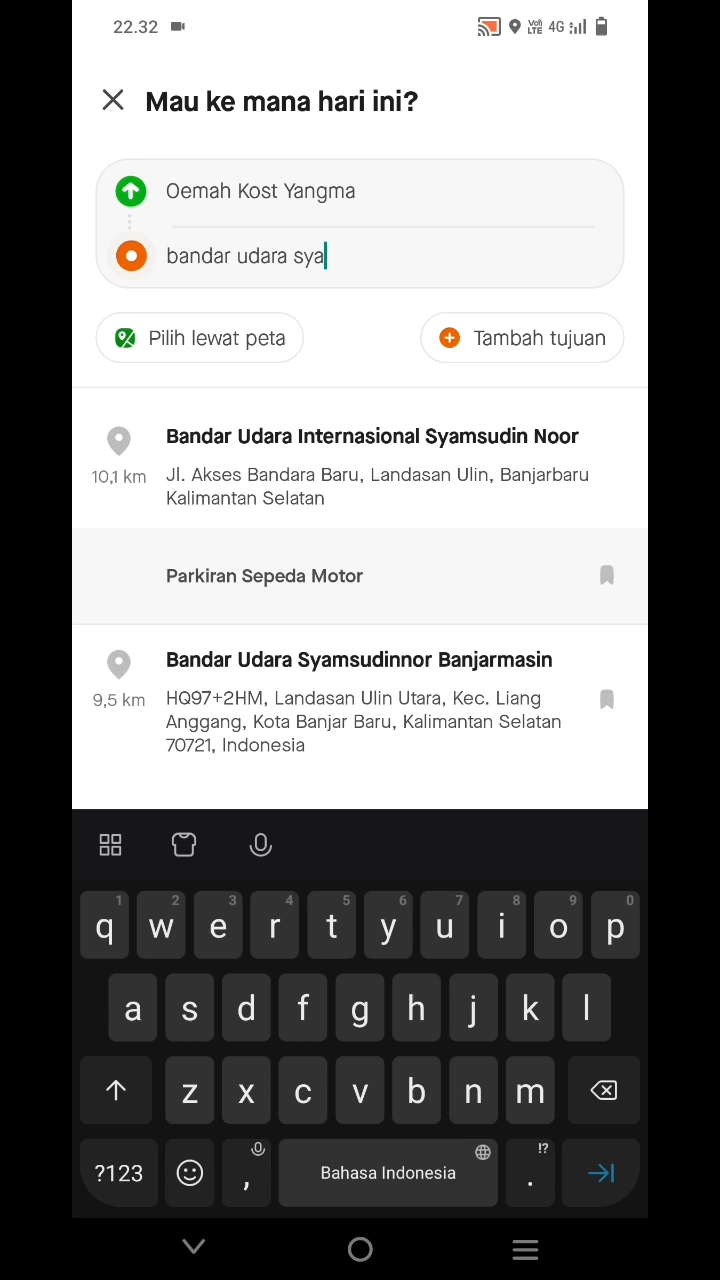 22.32
Vo))
LTE
4G
Mau ke mana hari ini?
Oemah Kost Yangma
bandar udara sya
Pilih lewat peta
Tambah tujuan
Bandar Udara Internasional Syamsudin Noor
10,1 km
Jl. Akses Bandara Baru, Landasan Ulin, Banjarbaru
Kalimantan Selatan
Parkiran Sepeda Motor
Bandar Udara Syamsudinnor Banjarmasin
9,5 km
HQ97+2HM, Landasan Ulin Utara, Kec. Liang
Anggang, Kota Banjar Baru, Kalimantan Selatan
70721, Indonesia
1 2 3 4 5 6 7 8 9 0
q w e r t y u i o p
a s d f g h j k l
z x c v b n m
!?
?123 , Bahasa Indonesia .